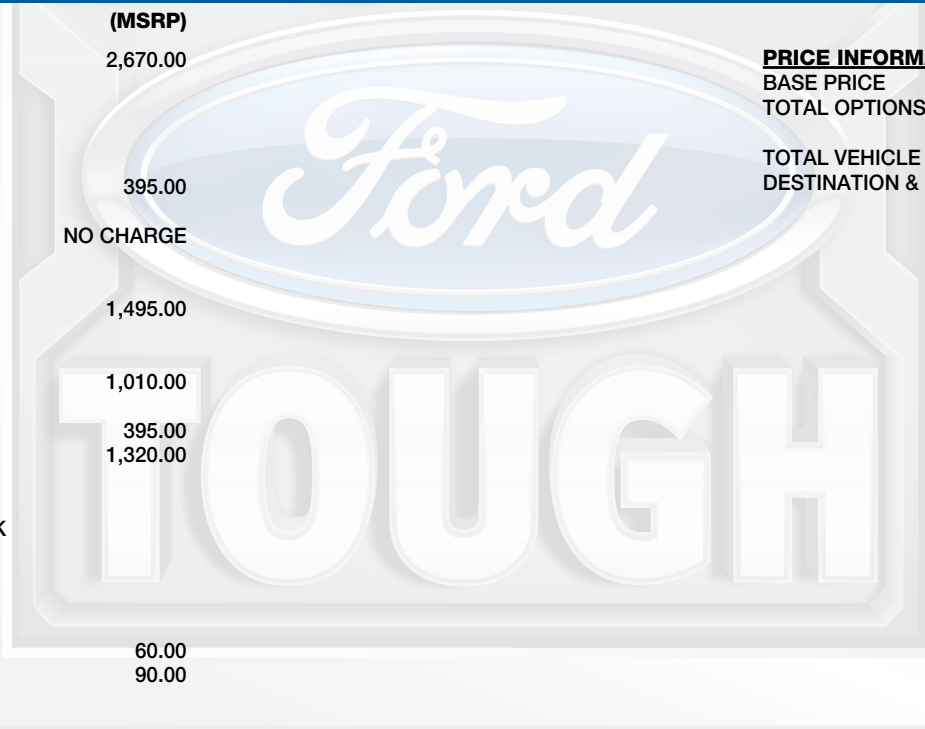 (MSRP)
2,670.00
395.00
NO CHARGE
1,495.00
1,010.00
395.00
1,320.00
K
60.00
90.00
PRICE INFORMA
BASE PRICE
TOTAL OPTIONS
TOTAL VEHICLE
DESTINATION &
Ford
TOUGH